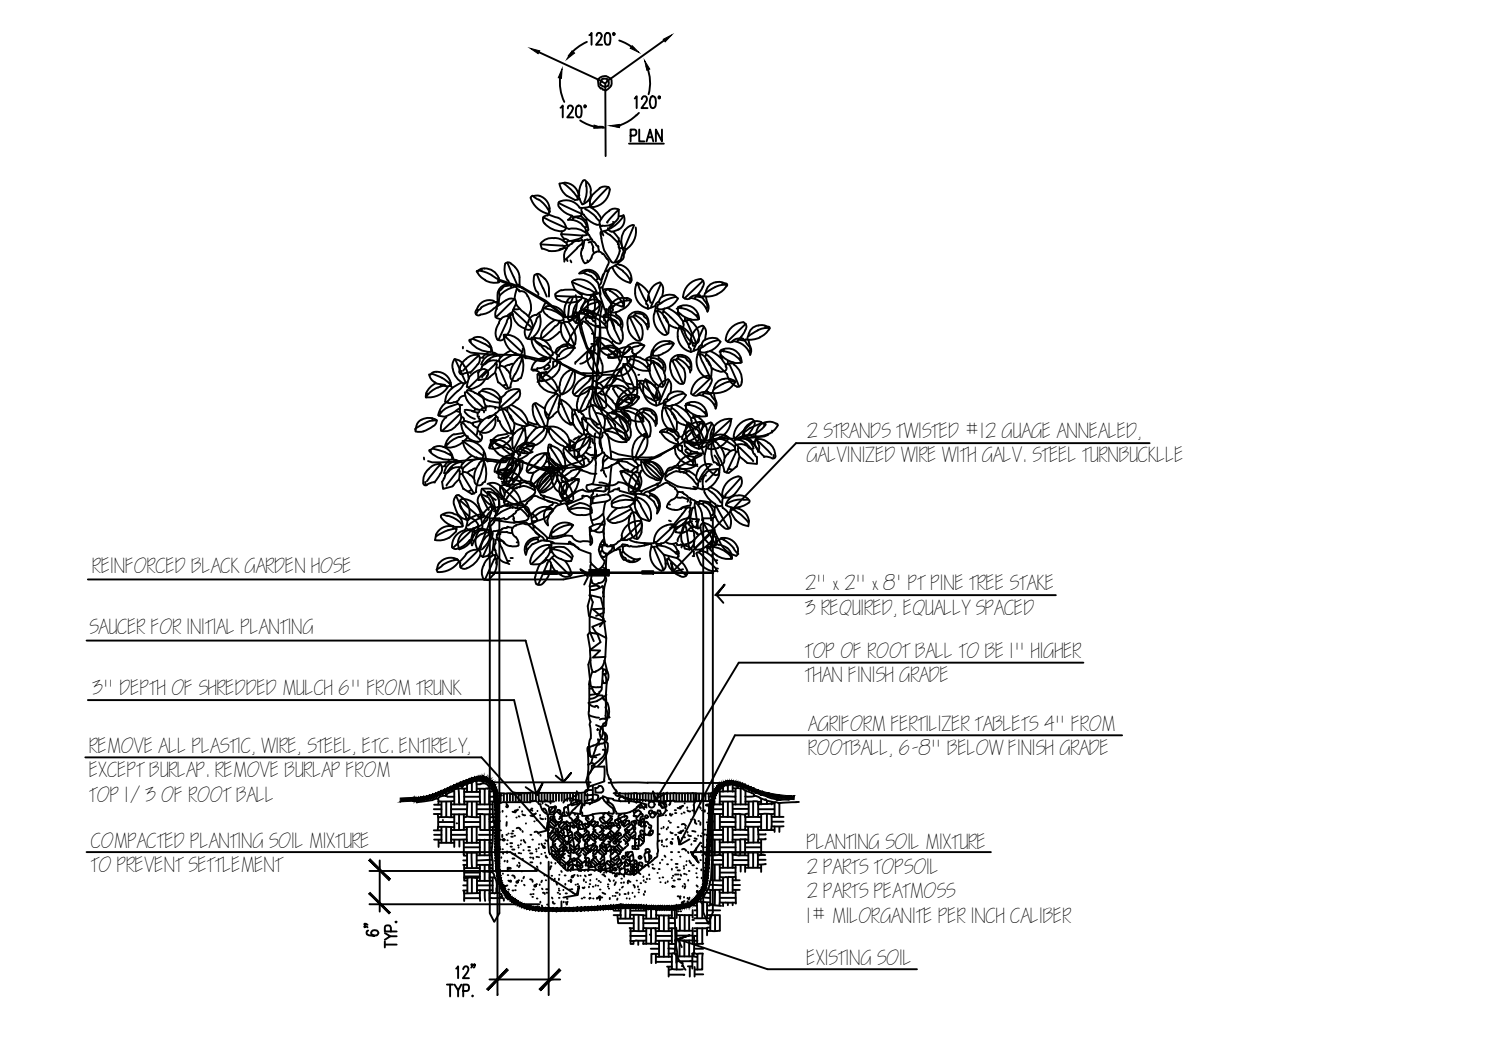 120°
120°
120°
PLAN
2 STRANDS TWISTED #12 GUAGE ANNEALED,
GALVINIZED WIRE WITH GALV. STEEL TURNBUCKLLE
REINFORCED BLACK GARDEN HOSE
2" x 2" x 8' PT PINE TREE STAKE
3 REQUIRED, EQUALLY SPACED
SAUCER FOR INITIAL PLANTING
TOP OF ROOT BALL TO BE 1" HIGHER
THAN FINISH GRADE
3" DEPTH OF SHREDDED MULCH 6" FROM TRUNK
AGRIFORM FERTILIZER TABLETS 4" FROM
ROOTBALL, 6-8" BELOW FINISH GRADE
REMOVE ALL PLASTIC, WIRE, STEEL, ETC. ENTIRELY,
EXCEPT BURLAP. REMOVE BURLAP FROM
TOP 1/3 OF ROOT BALL
COMPACTED PLANTING SOIL MIXTURE
TO PREVENT SETTLEMENT
PLANTING SOIL MIXTURE
2 PARTS TOPSOIL
2 PARTS PEATMOSS
1# MILORGANITE PER INCH CALIBER
EXISTING SOIL
6"
TYP.
12"
TYP.